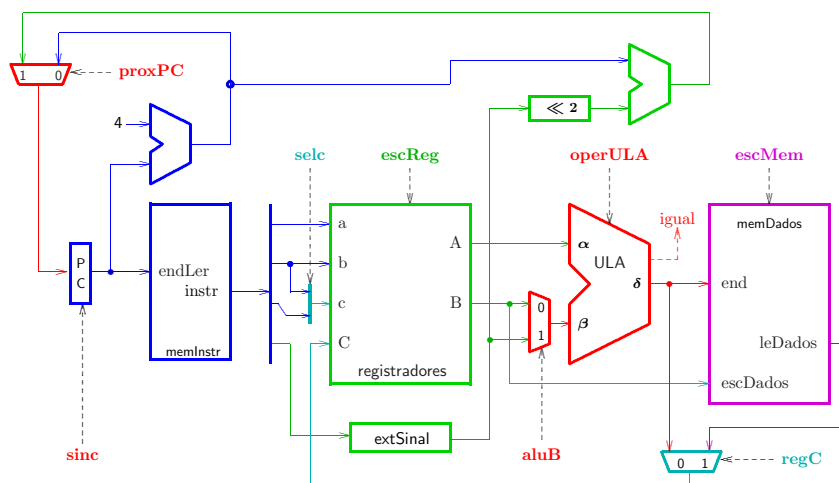 1 0
proxPC
4
≪ 2
selc
escReg
operULA
escMem
P
C
endLer
instr
memInstr
a
b
c
C
A
B
registradores
extSinal
0
1
α
ULA
β
δ
igual
memDados
end
leDados
escDados
sinc
aluB
0 1
regC